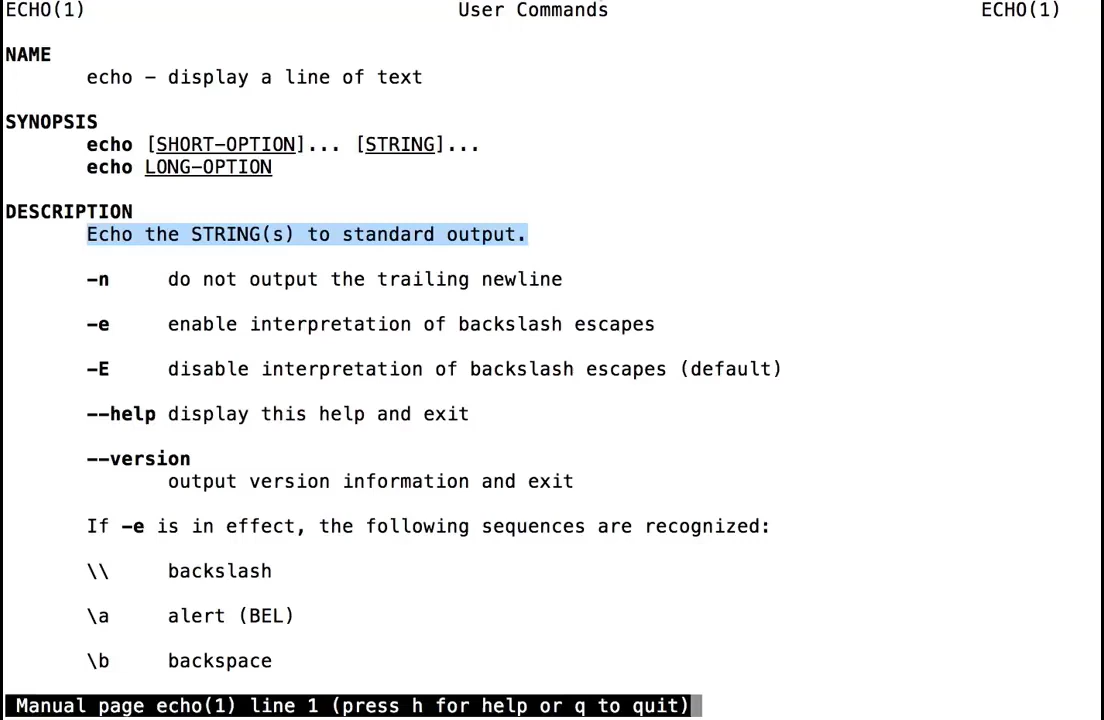 ECHO(1) User Commands ECHO(1)
NAME
echo – display a line of text
SYNOPSIS
echo [SHORT-OPTION]... [STRING]...
echo LONG-OPTION
DESCRIPTION
Echo the STRING(s) to standard output.
-n do not output the trailing newline
-e enable interpretation of backslash escapes
-E disable interpretation of backslash escapes (default)
--help display this help and exit
--version
output version information and exit
If -e is in effect, the following sequences are recognized:
\\ backslash
\a alert (BEL)
\b backspace
Manual page echo(1) line 1 (press h for help or q to quit)